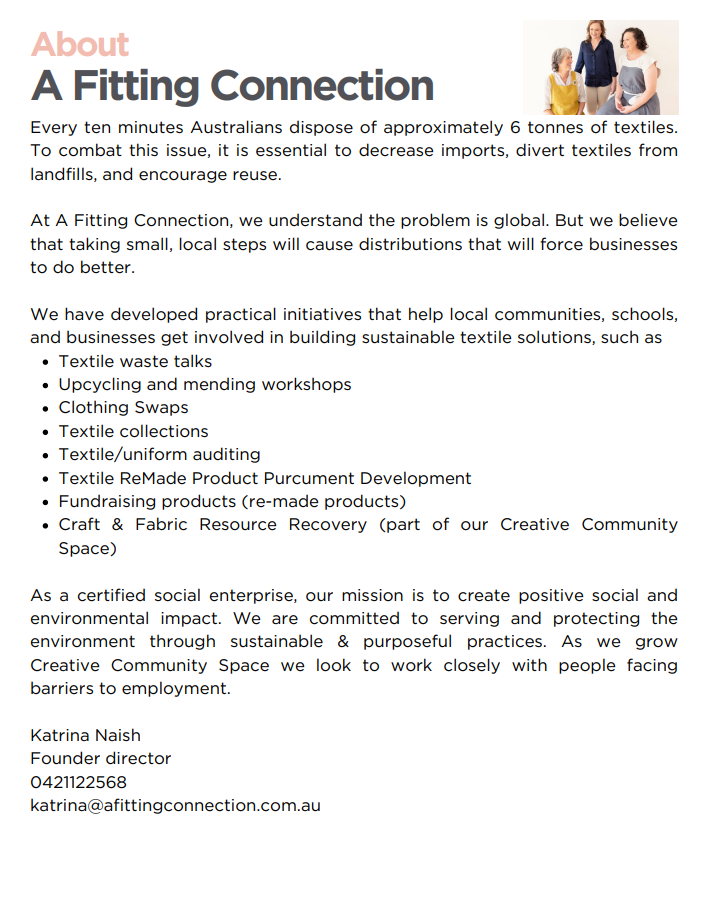 About
A Fitting Connection
Every ten minutes Australians dispose of approximately 6 tonnes of textiles.
To combat this issue, it is essential to decrease imports, divert textiles from
landfills, and encourage reuse.
At A Fitting Connection, we understand the problem is global. But we believe
that taking small, local steps will cause distributions that will force businesses
to do better.
We have developed practical initiatives that help local communities, schools,
and businesses get involved in building sustainable textile solutions, such as
• Textile waste talks
• Upcycling and mending workshops
• Clothing Swaps
• Textile collections
• Textile/uniform auditing
• Textile ReMade Product Purcument Development
• Fundraising products (re-made products)
• Craft & Fabric Resource Recovery (part of our Creative Community
Space)
As a certified social enterprise, our mission is to create positive social and
environmental impact. We are committed to serving and protecting the
environment through sustainable & purposeful practices. As we grow
Creative Community Space we look to work closely with people facing
barriers to employment.
Katrina Naish
Founder director
0421122568
katrina@afittingconnection.com.au